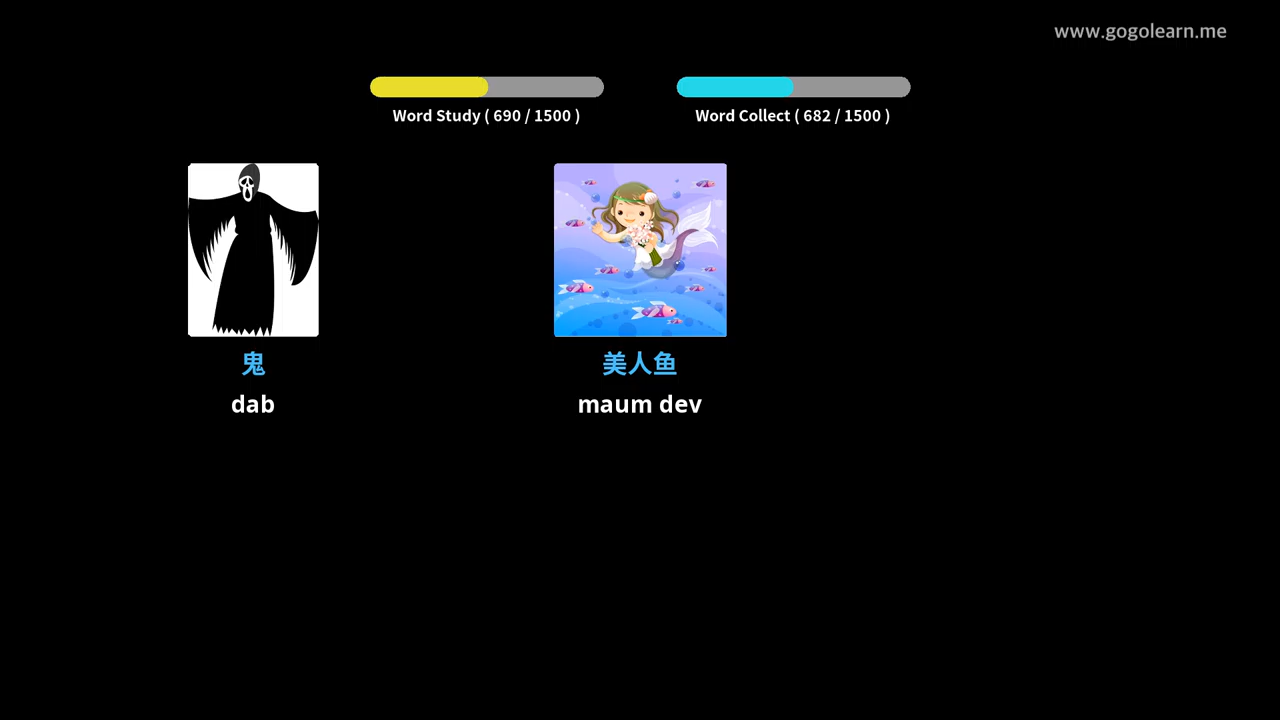 www.gogolearn.me
Word Study ( 690 / 1500 )
Word Collect ( 682 / 1500 )
鬼
dab
美人鱼
maum dev